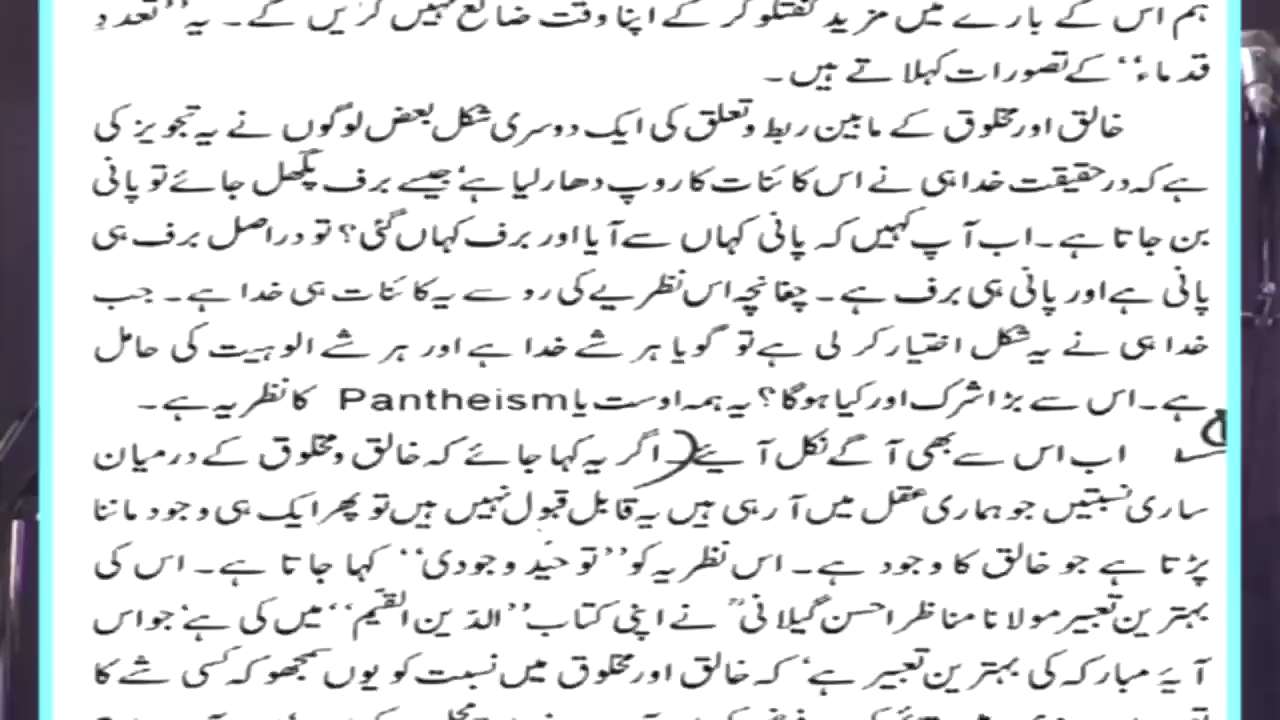 ہم اس کے بارے میں مزید گفتگو کر کے اپنا وقت ضائع نہیں کریں گے۔ یہ ’’تعددِ
قدماء‘‘ کے تصورات کہلاتے ہیں۔
خالق اور مخلوق کے مابین ربط و تعلق کی ایک دوسری شکل بعض لوگوں نے یہ تجویز کی
ہے کہ درحقیقت خدا ہی نے اس کائنات کا روپ دھار لیا ہے‘ جیسے برف پگھل جائے تو پانی
بن جاتا ہے۔ اب آپ کہیں کہ پانی کہاں سے آیا اور برف کہاں گئی؟ تو دراصل برف ہی
پانی ہے اور پانی ہی برف ہے۔ چنانچہ اس نظریے کی رو سے یہ کائنات ہی خدا ہے۔ جب
خدا ہی نے یہ شکل اختیار کر لی ہے تو گویا ہر شے خدا ہے اور ہر شے الوہیت کی حامل
ہے۔ اس سے بڑا شرک اور کیا ہوگا؟ یہ ہمہ اوست یا Pantheism کا نظریہ ہے۔
اب اس سے بھی آگے نکل آیئے (اگر یہ کہا جائے کہ خالق و مخلوق کے درمیان
ساری نسبتیں جو ہماری عقل میں آ رہی ہیں یہ قابل قبول نہیں ہیں تو پھر ایک ہی وجود ماننا
پڑتا ہے جو خالق کا وجود ہے۔ اس نظریہ کو ’’توحید وجودی‘‘ کہا جاتا ہے۔ اس کی
بہترین تعبیر مولانا مناظر احسن گیلانی ؒ نے اپنی کتاب ’’الدّین القیّم‘‘ میں کی ہے‘ جو اس
آیۂ مبارکہ کی بہترین تعبیر ہے‘ کہ خالق اور مخلوق میں نسبت کو یوں سمجھو کہ کسی شے کا